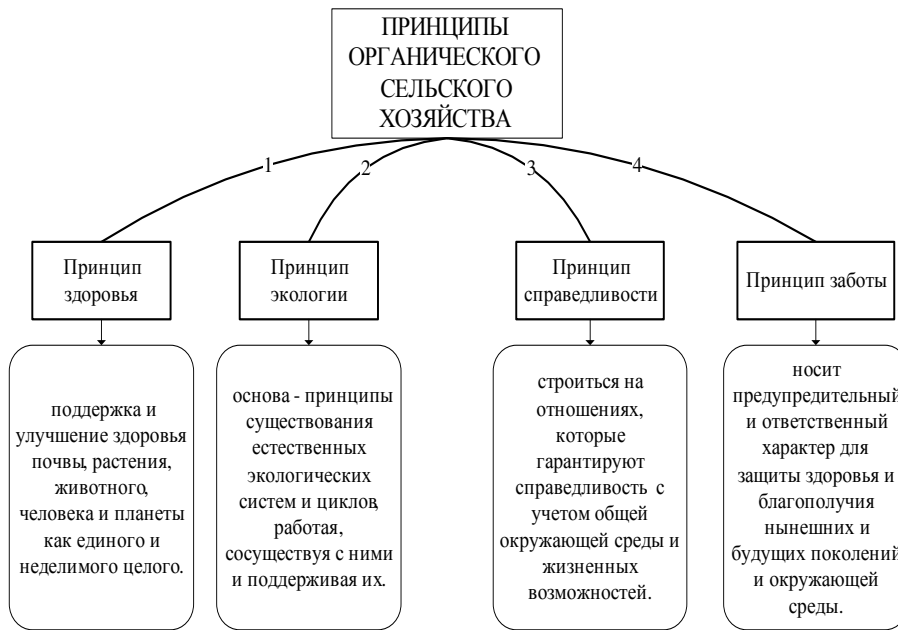 ПРИНЦИПЫ
ОРГАНИЧЕСКОГО
СЕЛЬСКОГО
ХОЗЯЙСТВА
1
2
3
4
Принцип
здоровья
Принцип
экологии
Принцип
справедливости
Принцип заботы
поддержка и
улучшение здоровья
почвы, растения,
животного,
человека и планеты
как единого и
неделимого целого.
основа - принципы
существования
естественных
экологических
систем и циклов,
работая,
сосуществуя с ними
и поддерживая их.
строиться на
отношениях,
которые
гарантируют
справедливость с
учетом общей
окружающей среды и
жизненных
возможностей.
носит
предупредительный
и ответственный
характер для
защиты здоровья и
благополучия
нынешних и
будущих поколений
и окружающей
среды.